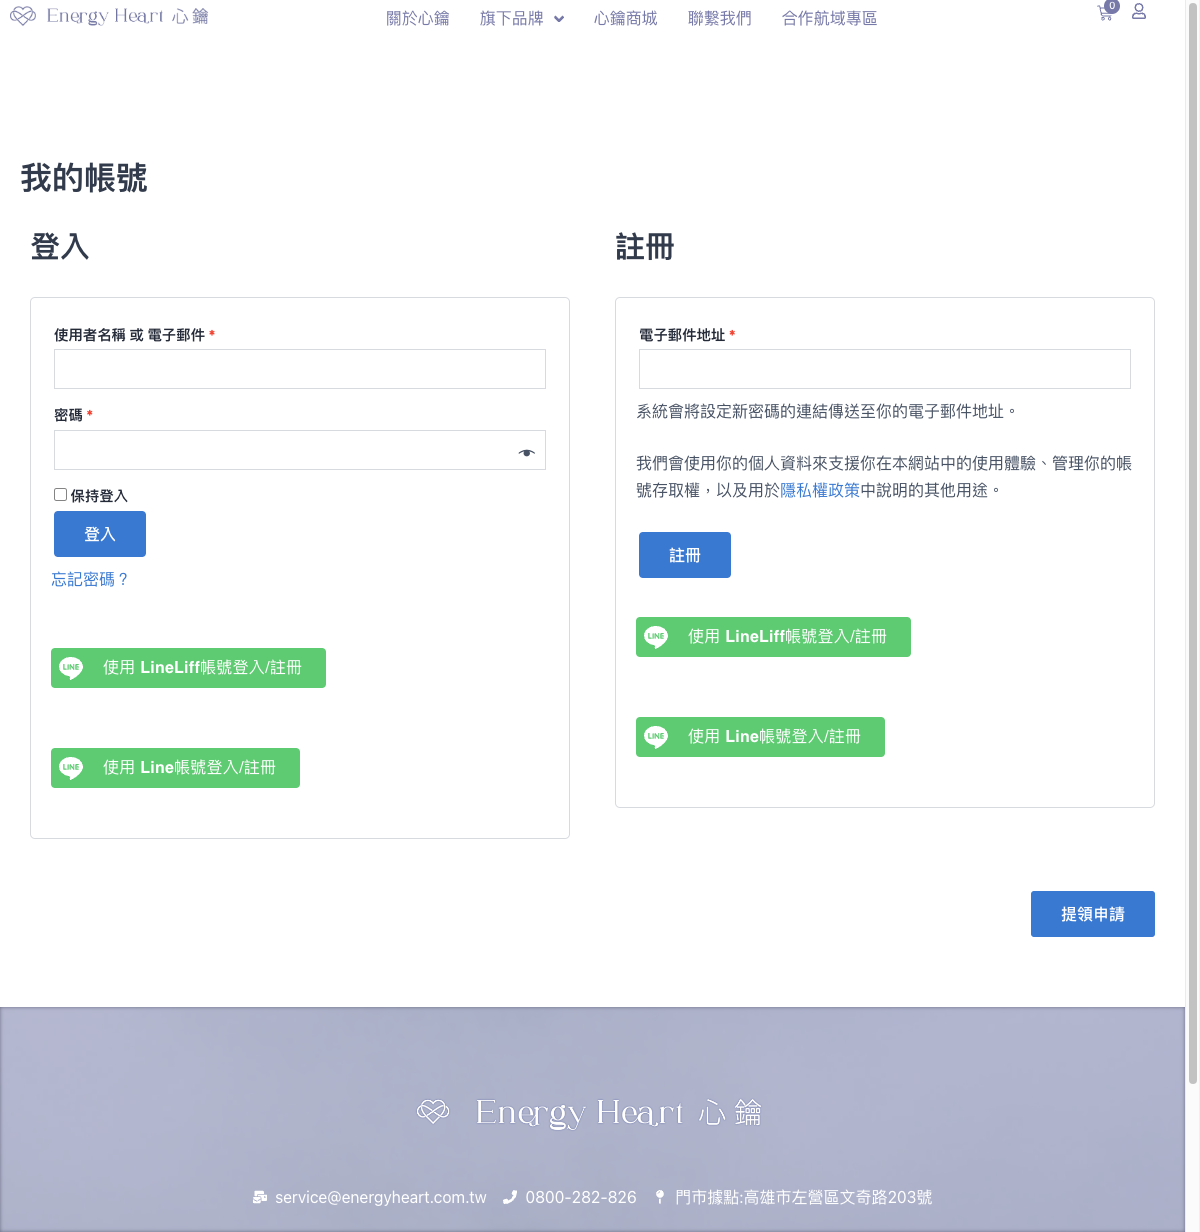 Energy Heart 心鑰
關於心鑰 旗下品牌 心鑰商城 聯繫我們 合作航域專區
0
我的帳號
登入
使用者名稱 或 電子郵件 *
密碼 *
保持登入
登入
忘記密碼？
LINE 使用 LineLiff帳號登入/註冊
LINE 使用 Line帳號登入/註冊
註冊
電子郵件地址 *
系統會將設定新密碼的連結傳送至你的電子郵件地址。
我們會使用你的個人資料來支援你在本網站中的使用體驗、管理你的帳
號存取權，以及用於隱私權政策中說明的其他用途。
註冊
LINE 使用 LineLiff帳號登入/註冊
LINE 使用 Line帳號登入/註冊
提領申請
Energy Heart 心鑰
service@energyheart.com.tw 0800-282-826 門市據點:高雄市左營區文奇路203號